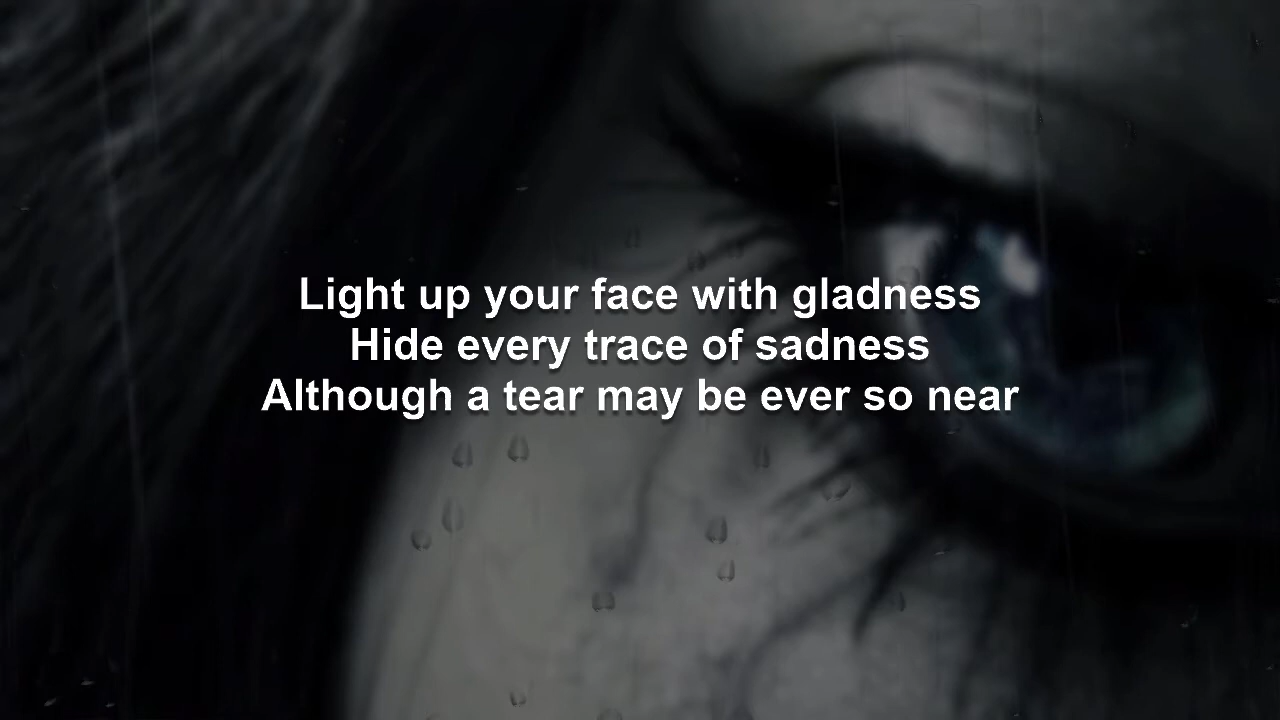 Light up your face with gladness
Hide every trace of sadness
Although a tear may be ever so near